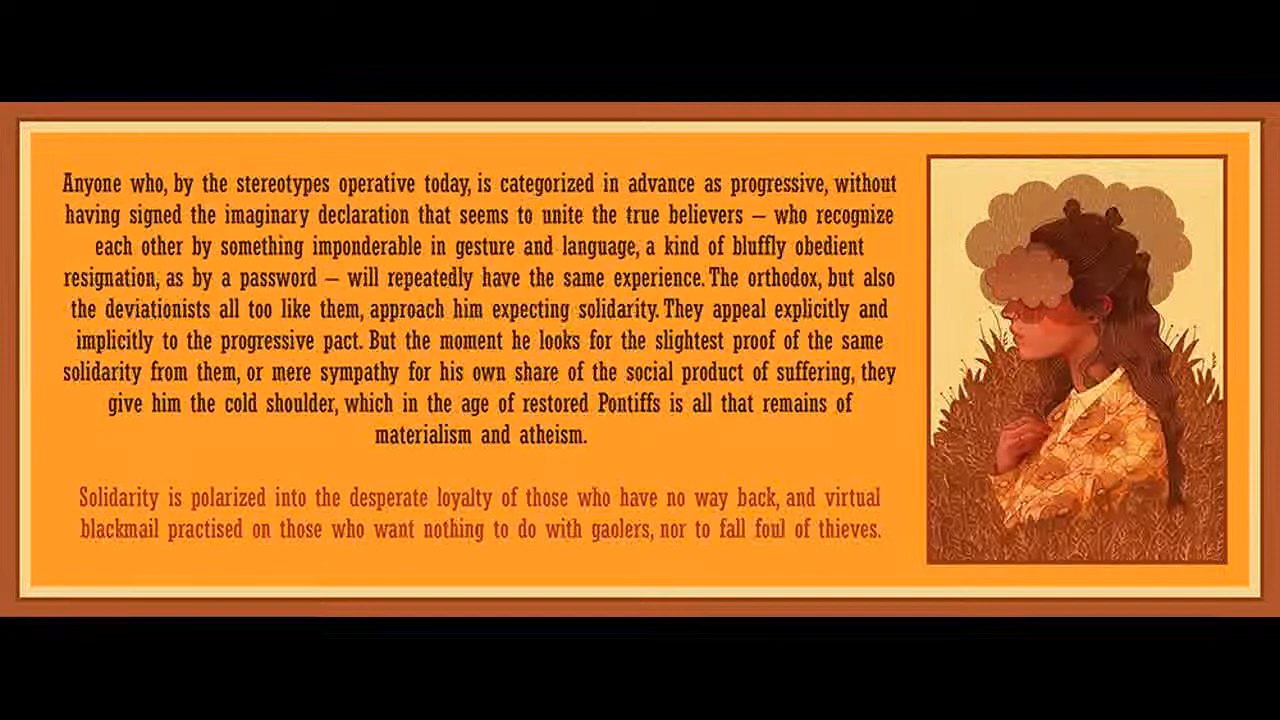 Anyone who, by the stereotypes operative today, is categorized in advance as progressive, without
having signed the imaginary declaration that seems to unite the true believers – who recognize
each other by something imponderable in gesture and language, a kind of bluffly obedient
resignation, as by a password – will repeatedly have the same experience. The orthodox, but also
the deviationists all too like them, approach him expecting solidarity. They appeal explicitly and
implicitly to the progressive pact. But the moment he looks for the slightest proof of the same
solidarity from them, or mere sympathy for his own share of the social product of suffering, they
give him the cold shoulder, which in the age of restored Pontiffs is all that remains of
materialism and atheism.
Solidarity is polarized into the desperate loyalty of those who have no way back, and virtual
blackmail practised on those who want nothing to do with gaolers, nor to fall foul of thieves.